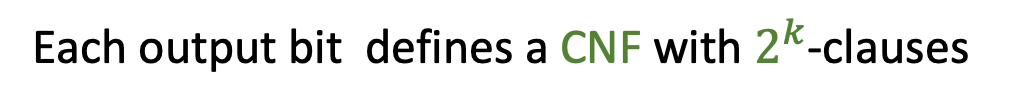 Each output bit defines a CNF with $2^k$-clauses